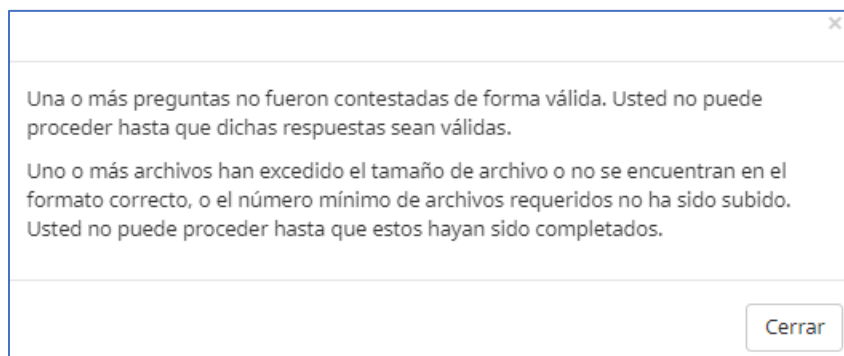 ×
Una o más preguntas no fueron contestadas de forma válida. Usted no puede
proceder hasta que dichas respuestas sean válidas.
Uno o más archivos han excedido el tamaño de archivo o no se encuentran en el
formato correcto, o el número mínimo de archivos requeridos no ha sido subido.
Usted no puede proceder hasta que estos hayan sido completados.
Cerrar